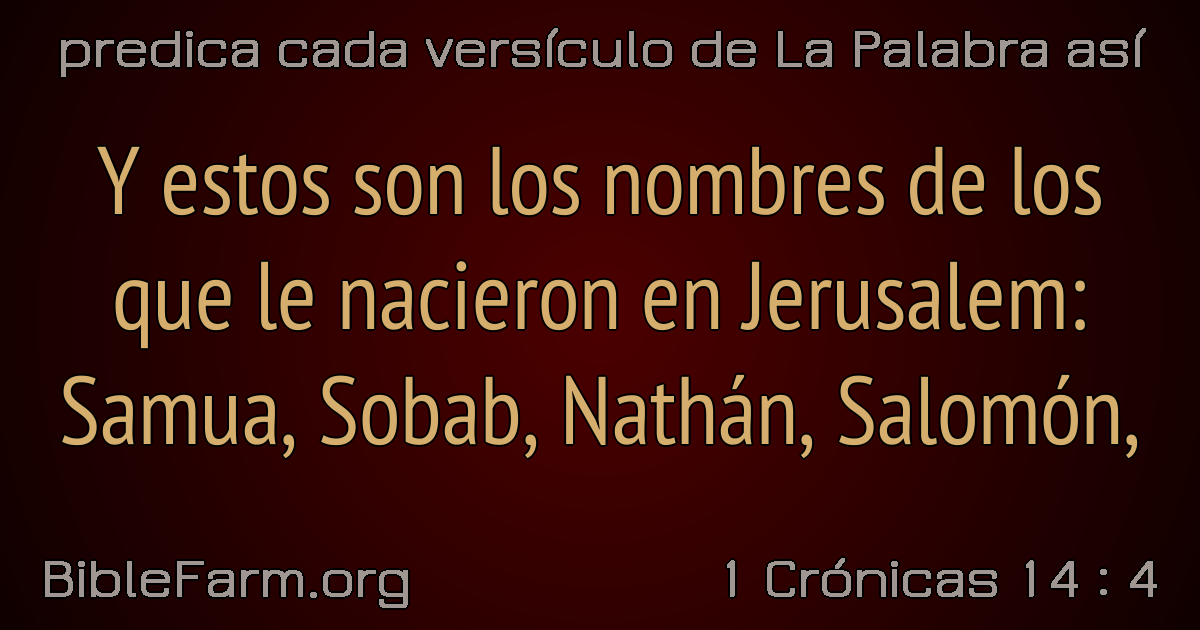 predica cada versículo de La Palabra así
Y estos son los nombres de los
que le nacieron en Jerusalem:
Samua, Sobab, Nathán, Salomón,
BibleFarm.org
1 Crónicas 14 : 4